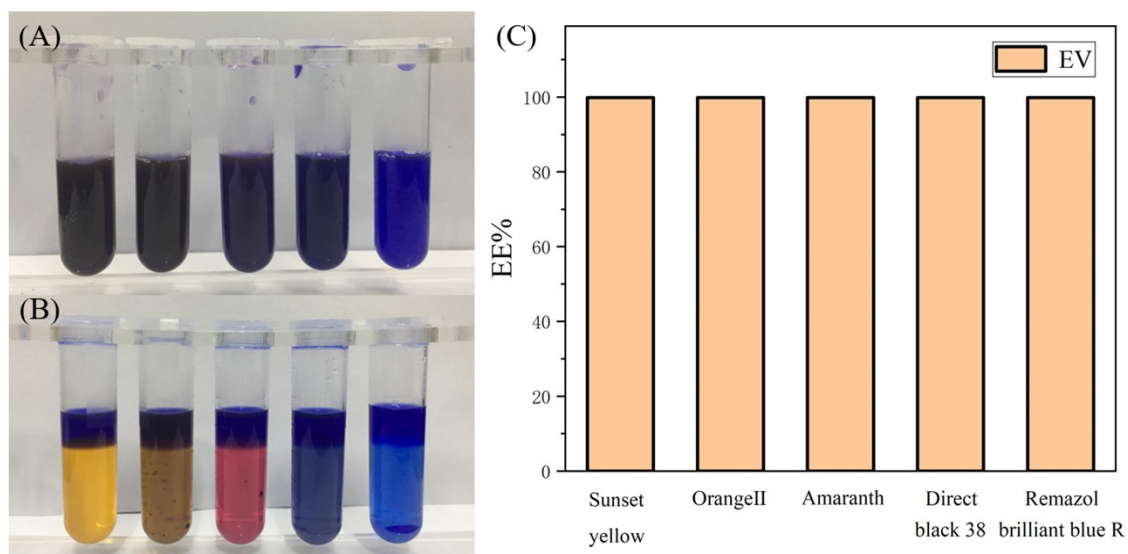 (A)
(B)
(C)
EV
EE%
100
80
60
40
20
0
Sunset
yellow
OrangeII
Amaranth
Direct
black 38
Remazol
brilliant blue R